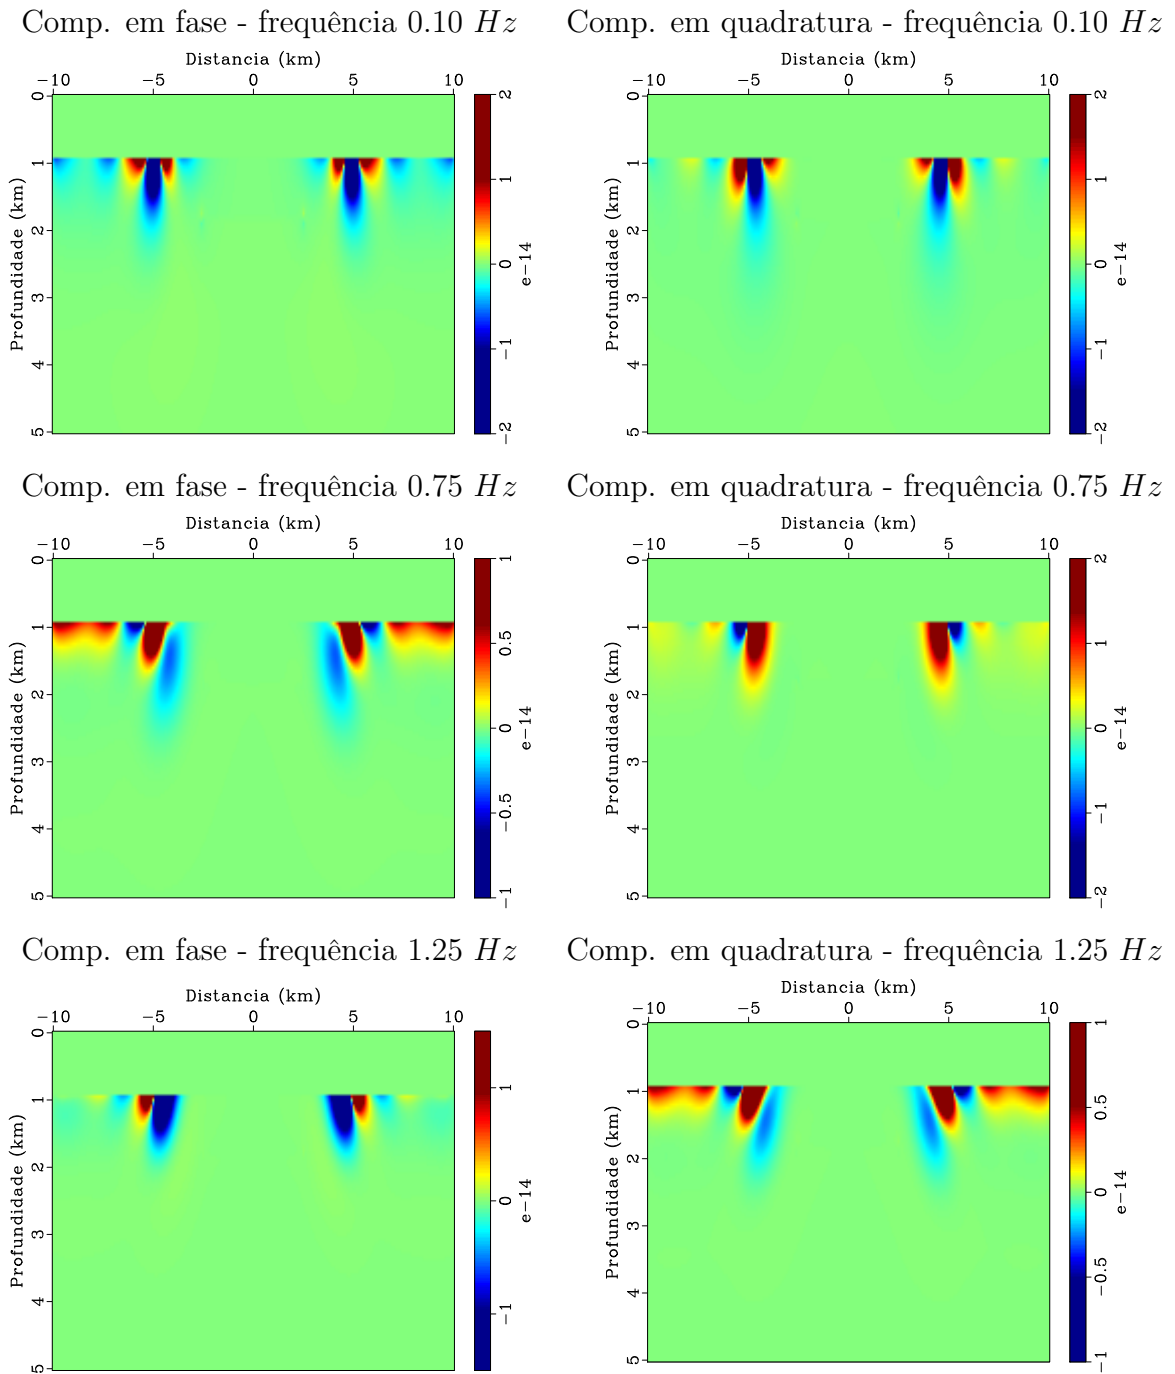 Comp. em fase - frequência 0.10 Hz
Comp. em quadratura - frequência 0.10 Hz
Distancia (km)
Distancia (km)
−10 −5 0 5 10
−10 −5 0 5 10
Profundidade (km)
0 1 2 3 4 5
2 1 0 −1 −2
e−14
Profundidade (km)
0 1 2 3 4 5
2 1 0 −1 −2
e−14
Comp. em fase - frequência 0.75 Hz
Comp. em quadratura - frequência 0.75 Hz
Distancia (km)
Distancia (km)
−10 −5 0 5 10
−10 −5 0 5 10
Profundidade (km)
0 1 2 3 4 5
1 0.5 0 −0.5 −1
e−14
Profundidade (km)
0 1 2 3 4 5
2 1 0 −1 −2
e−14
Comp. em fase - frequência 1.25 Hz
Comp. em quadratura - frequência 1.25 Hz
Distancia (km)
Distancia (km)
−10 −5 0 5 10
−10 −5 0 5 10
Profundidade (km)
0 1 2 3 4 5
1 0 −1
e−14
Profundidade (km)
0 1 2 3 4 5
1 0.5 0 −0.5 −1
e−14